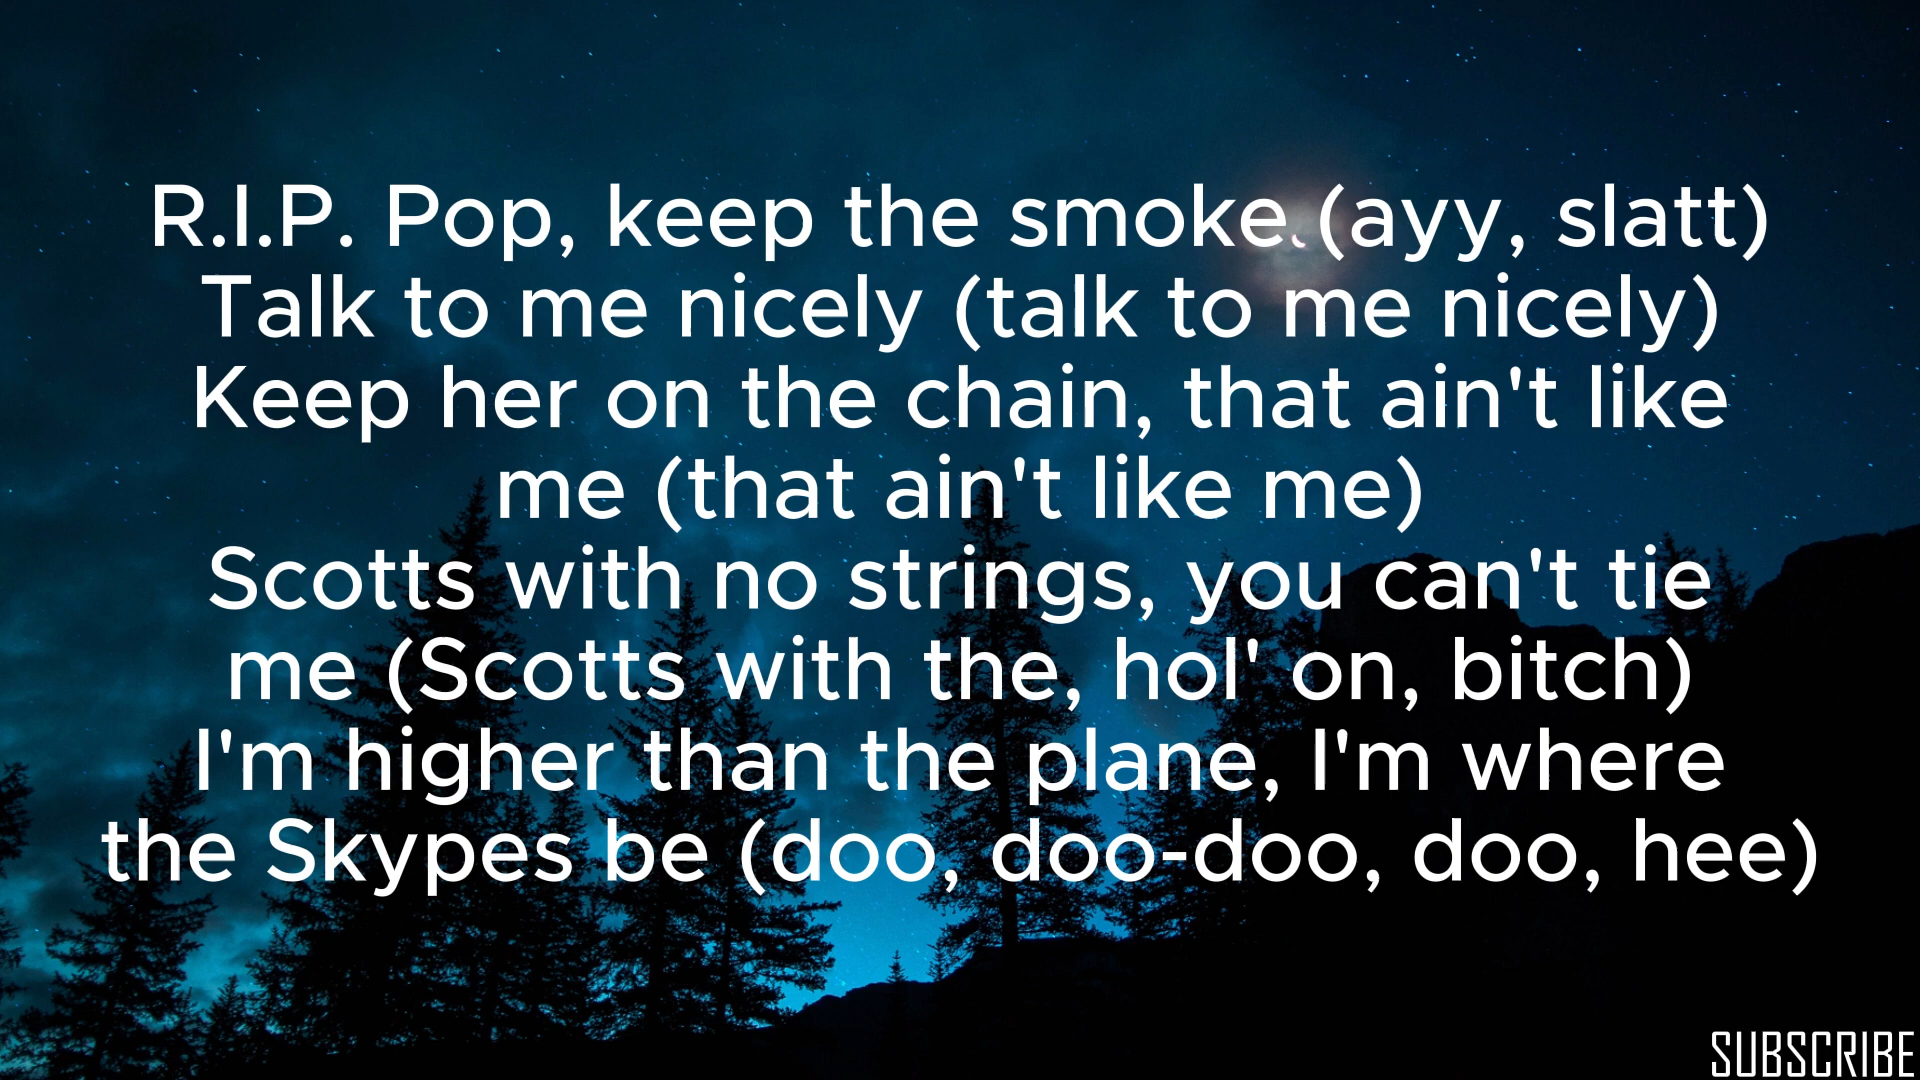 R.I.P. Pop, keep the smoke (ayy, slatt)
Talk to me nicely (talk to me nicely)
Keep her on the chain, that ain't like
me (that ain't like me)
Scotts with no strings, you can't tie
me (Scotts with the, hol' on, bitch)
I'm higher than the plane, I'm where
the Skypes be (doo, doo-doo, doo, hee)
SUBSCRIBE